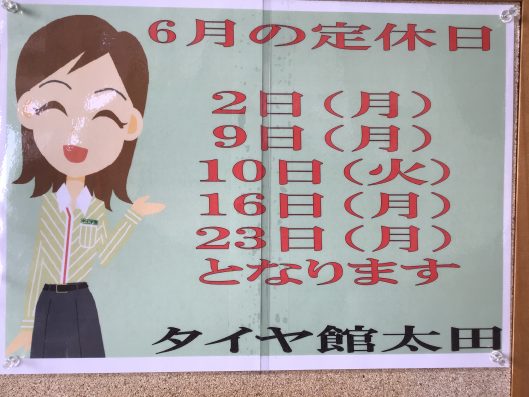 6月の定休日
2日(月)
9日(月)
10日(火)
16日(月)
23日(月)
となります
タイヤ館太田